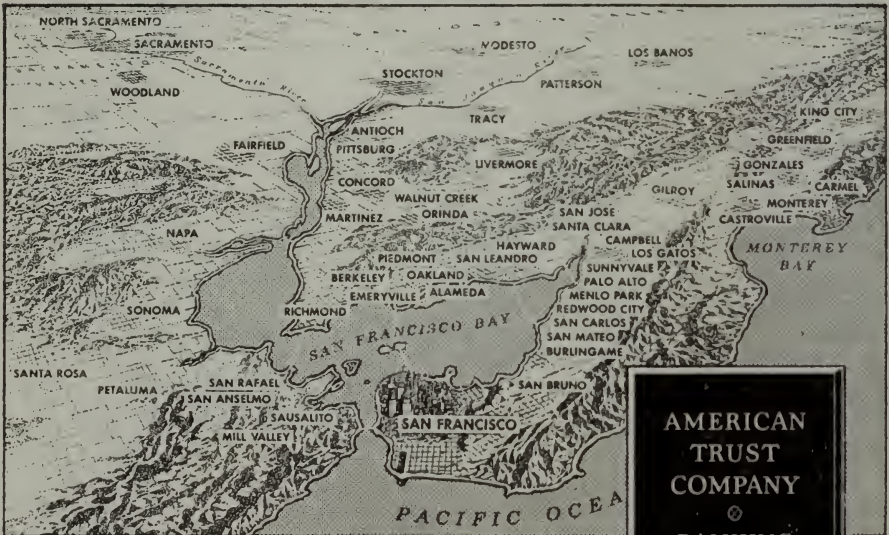 NORTH SACRAMENTO
SACRAMENTO
MODESTO
LOS BANOS
STOCKTON
WOODLAND
Sacramento River
San Joaquin River
PATTERSON
TRACY
KING CITY
ANTIOCH
PITTSBURG
GREENFIELD
FAIRFIELD
LIVERMORE
GONZALES
CONCORD
WALNUT CREEK
GILROY
SALINAS
CARMEL
MARTINEZ
ORINDA
SAN JOSE
MONTEREY
SANTA CLARA
CASTROVILLE
NAPA
HAYWARD
CAMPBELL
MONTEREY
BAY
PIEDMONT
SAN LEANDRO
LOS GATOS
BERKELEY
OAKLAND
SUNNYVALE
EMERYVILLE
ALAMEDA
PALO ALTO
MENLO PARK
SONOMA
RICHMOND
REDWOOD CITY
SAN FRANCISCO BAY
SAN CARLOS
SAN MATEO
BURLINGAME
SANTA ROSA
PETALUMA
SAN RAFAEL
SAN BRUNO
SAN ANSELMO
SAUSALITO
SAN FRANCISCO
MILL VALLEY
PACIFIC OCEA
AMERICAN
TRUST
COMPANY